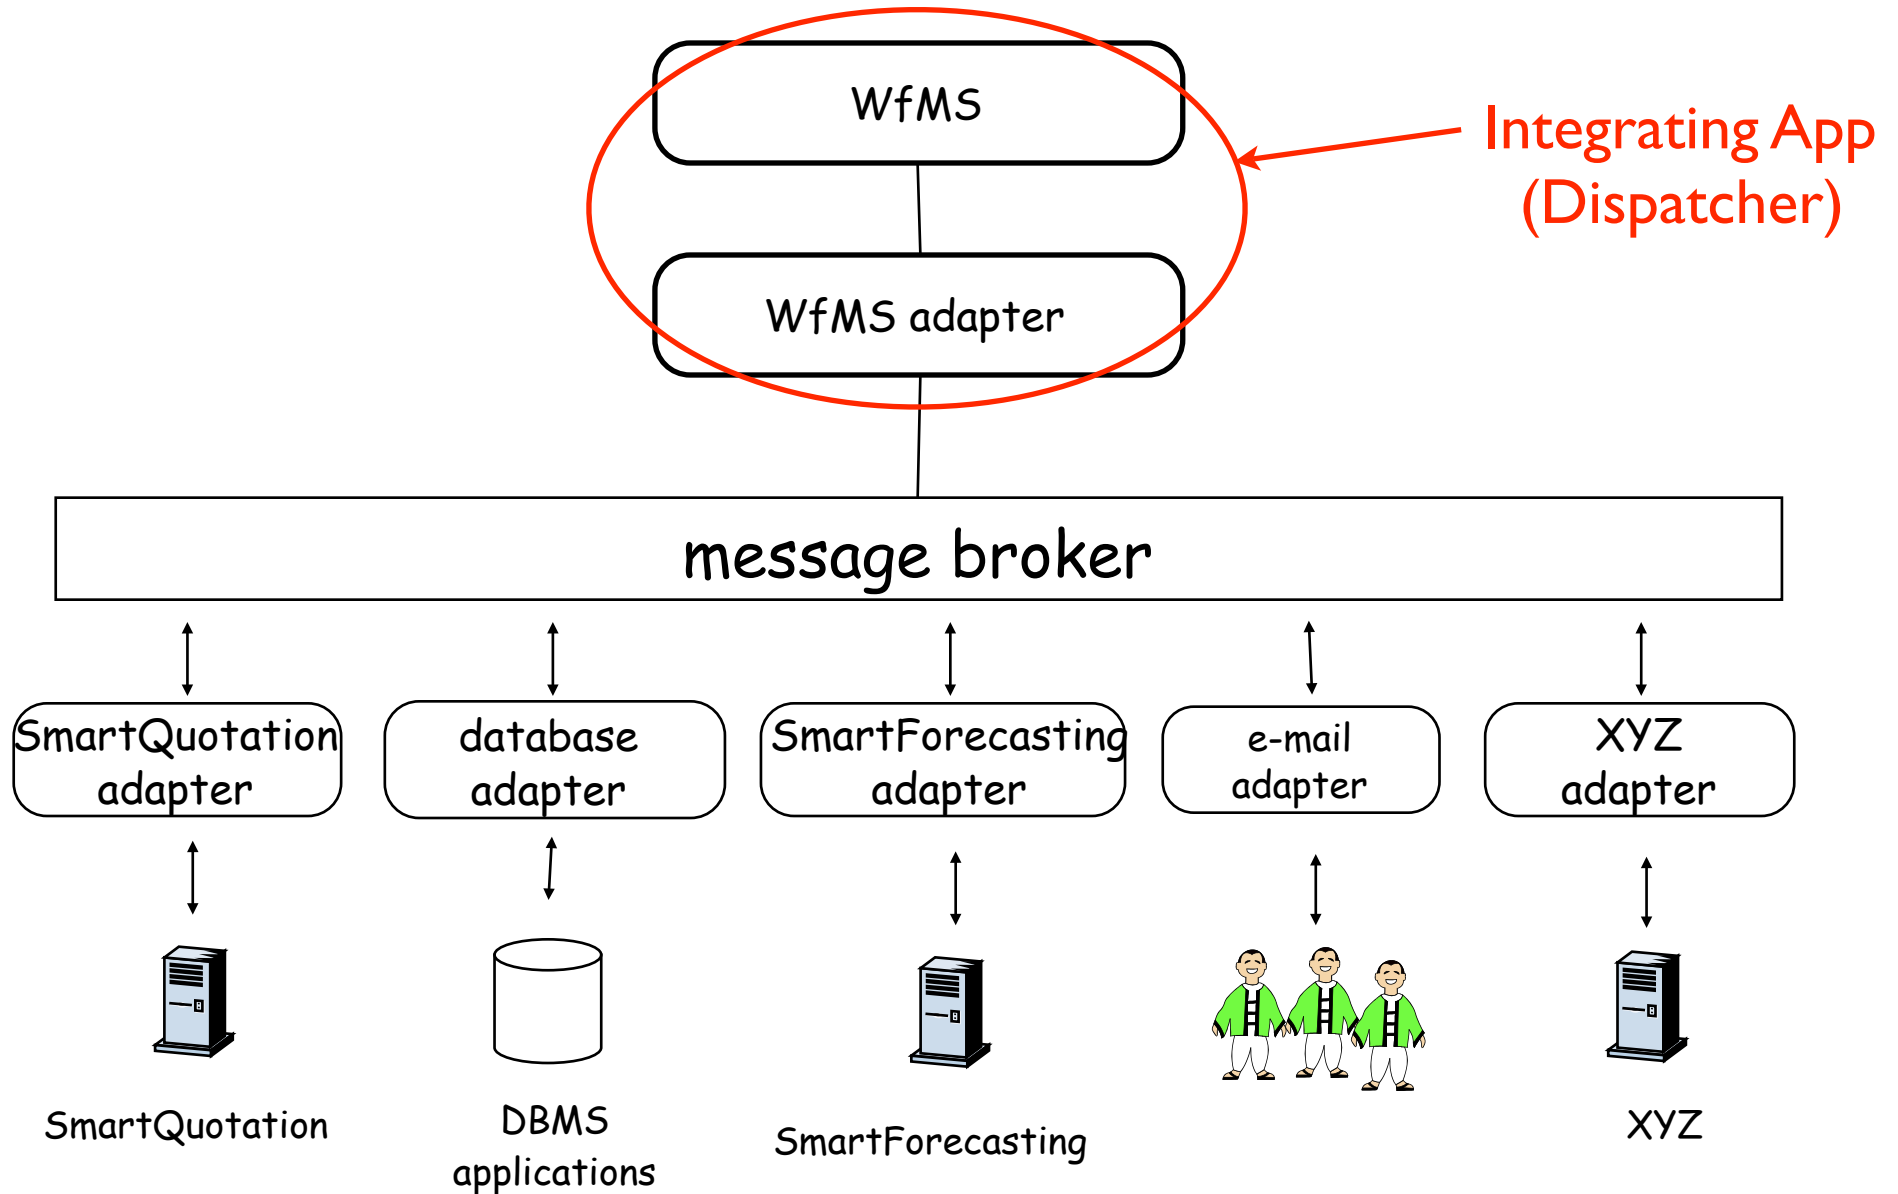 WfMS
Integrating App
(Dispatcher)
WfMS adapter
message broker
SmartQuotation
adapter
database
adapter
SmartForecasting
adapter
e-mail
adapter
XYZ
adapter
SmartQuotation
DBMS
applications
SmartForecasting
XYZ